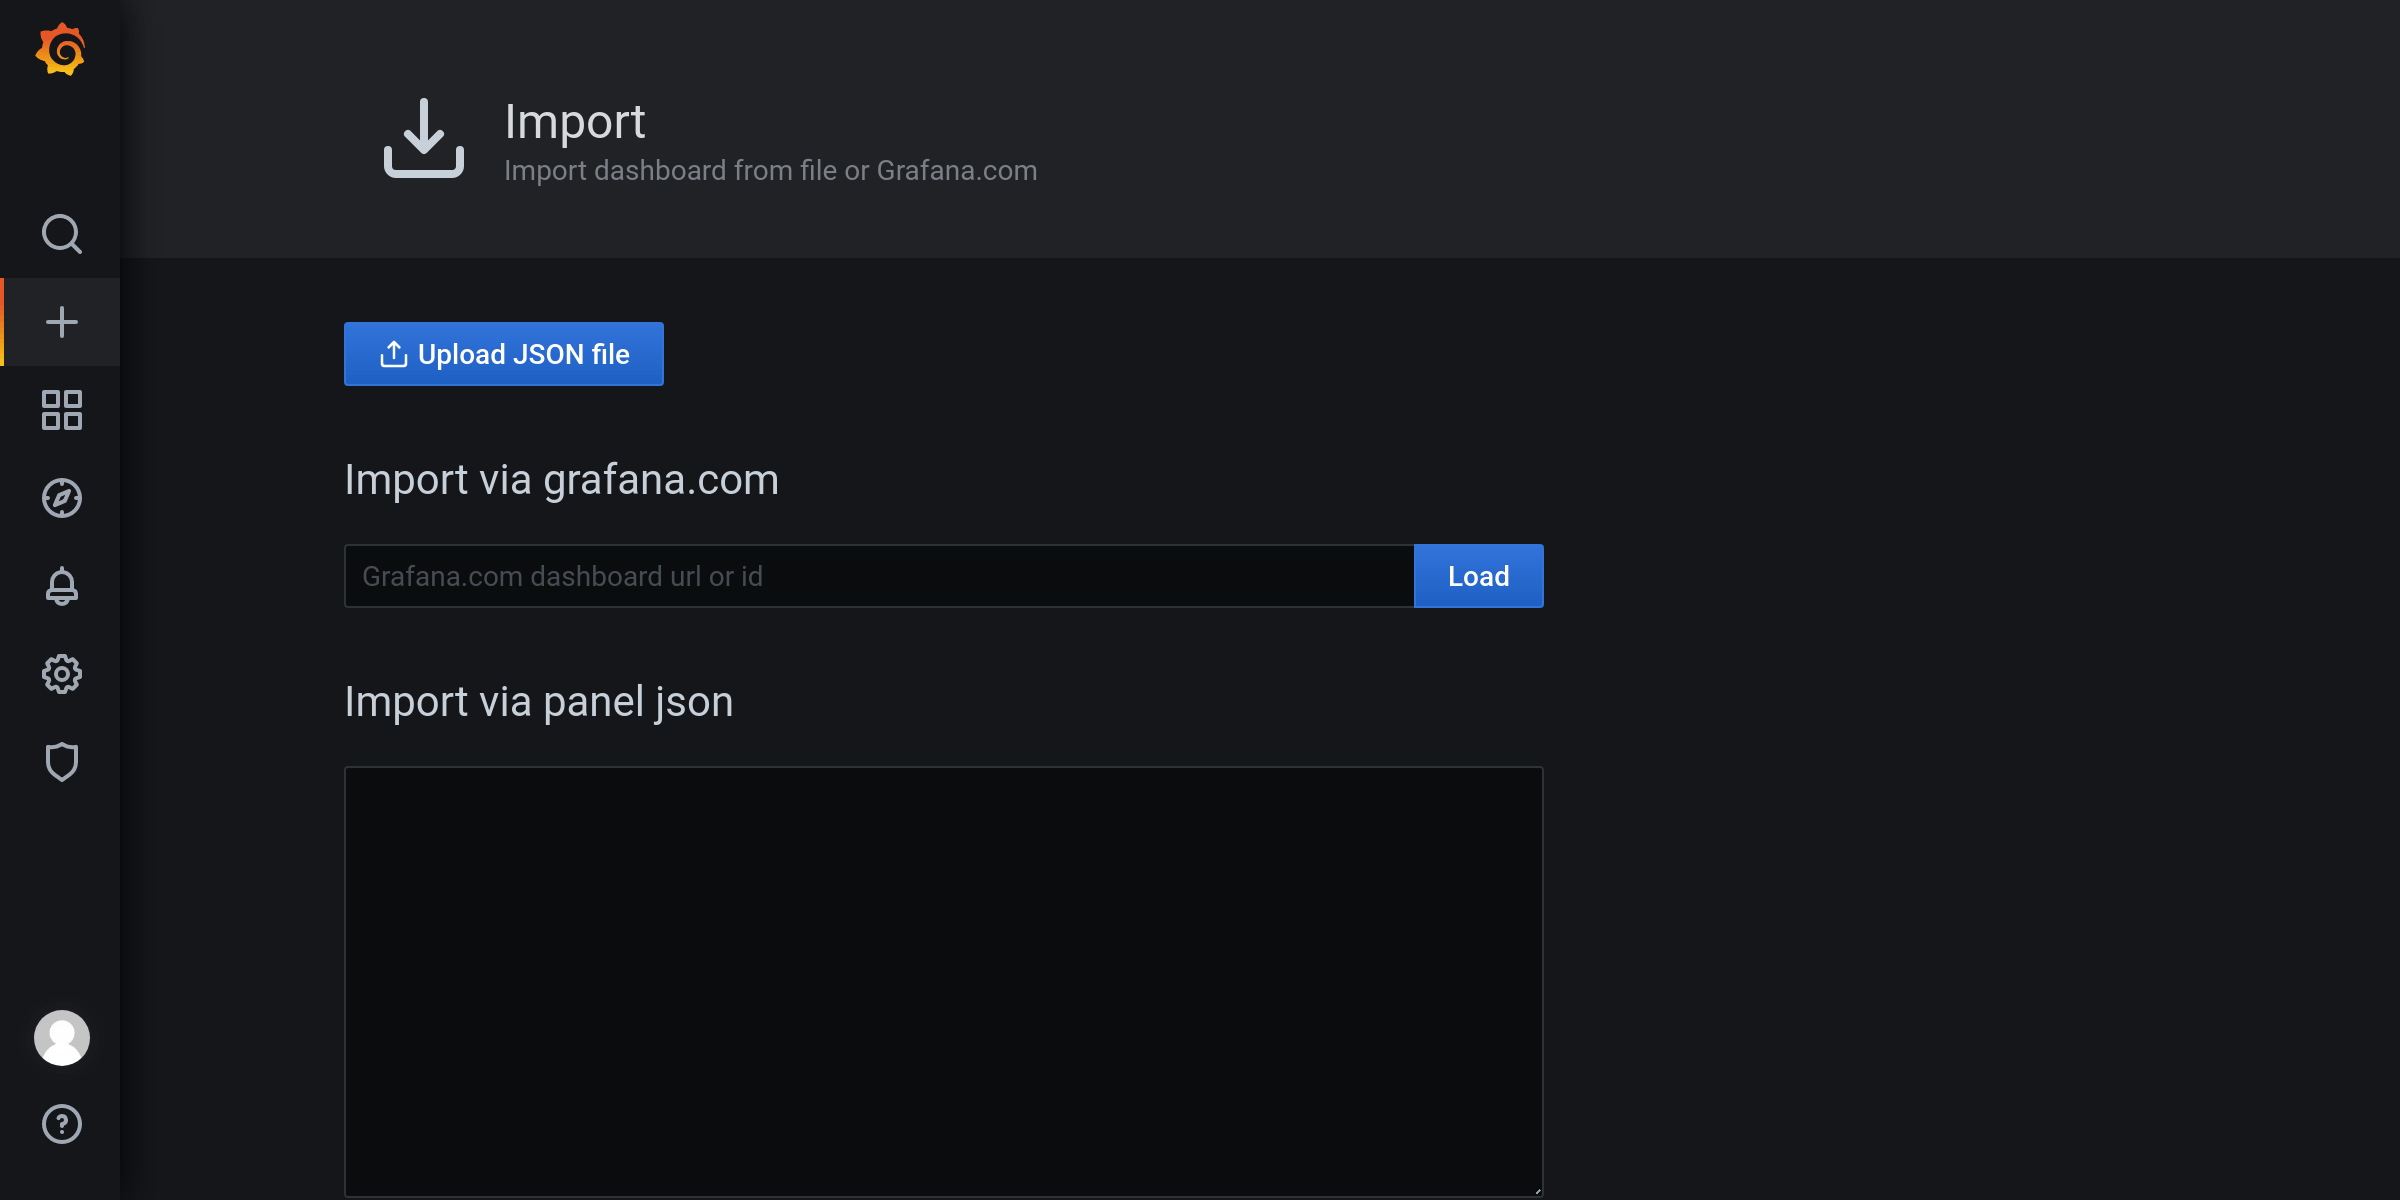 Import
Import dashboard from file or Grafana.com
Upload JSON file
Import via grafana.com
Grafana.com dashboard url or id
Load
Import via panel json